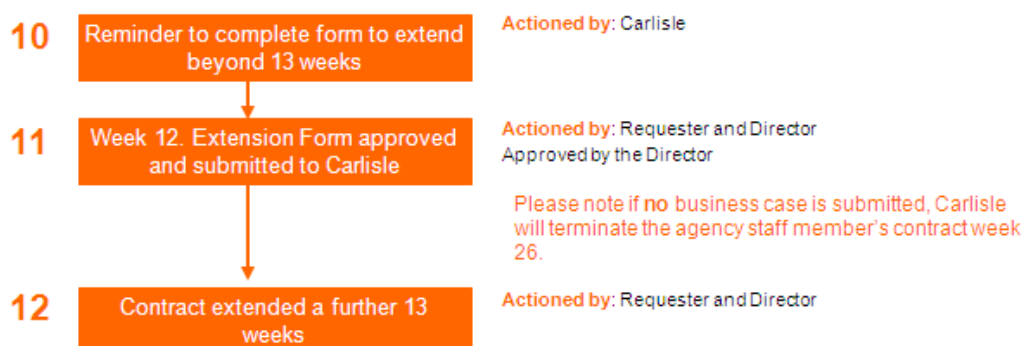 10
Reminder to complete form to extend
beyond 13 weeks
Actioned by: Carlisle
11
Week 12. Extension Form approved
and submitted to Carlisle
Actioned by: Requester and Director
Approved by the Director
Please note if no business case is submitted, Carlisle
will terminate the agency staff member's contract week
26.
12
Contract extended a further 13
weeks
Actioned by: Requester and Director